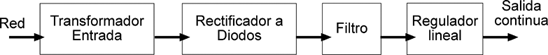 Red
Transformador
Entrada
Rectificador a
Diodos
Filtro
Regulador
lineal
Salida
continua